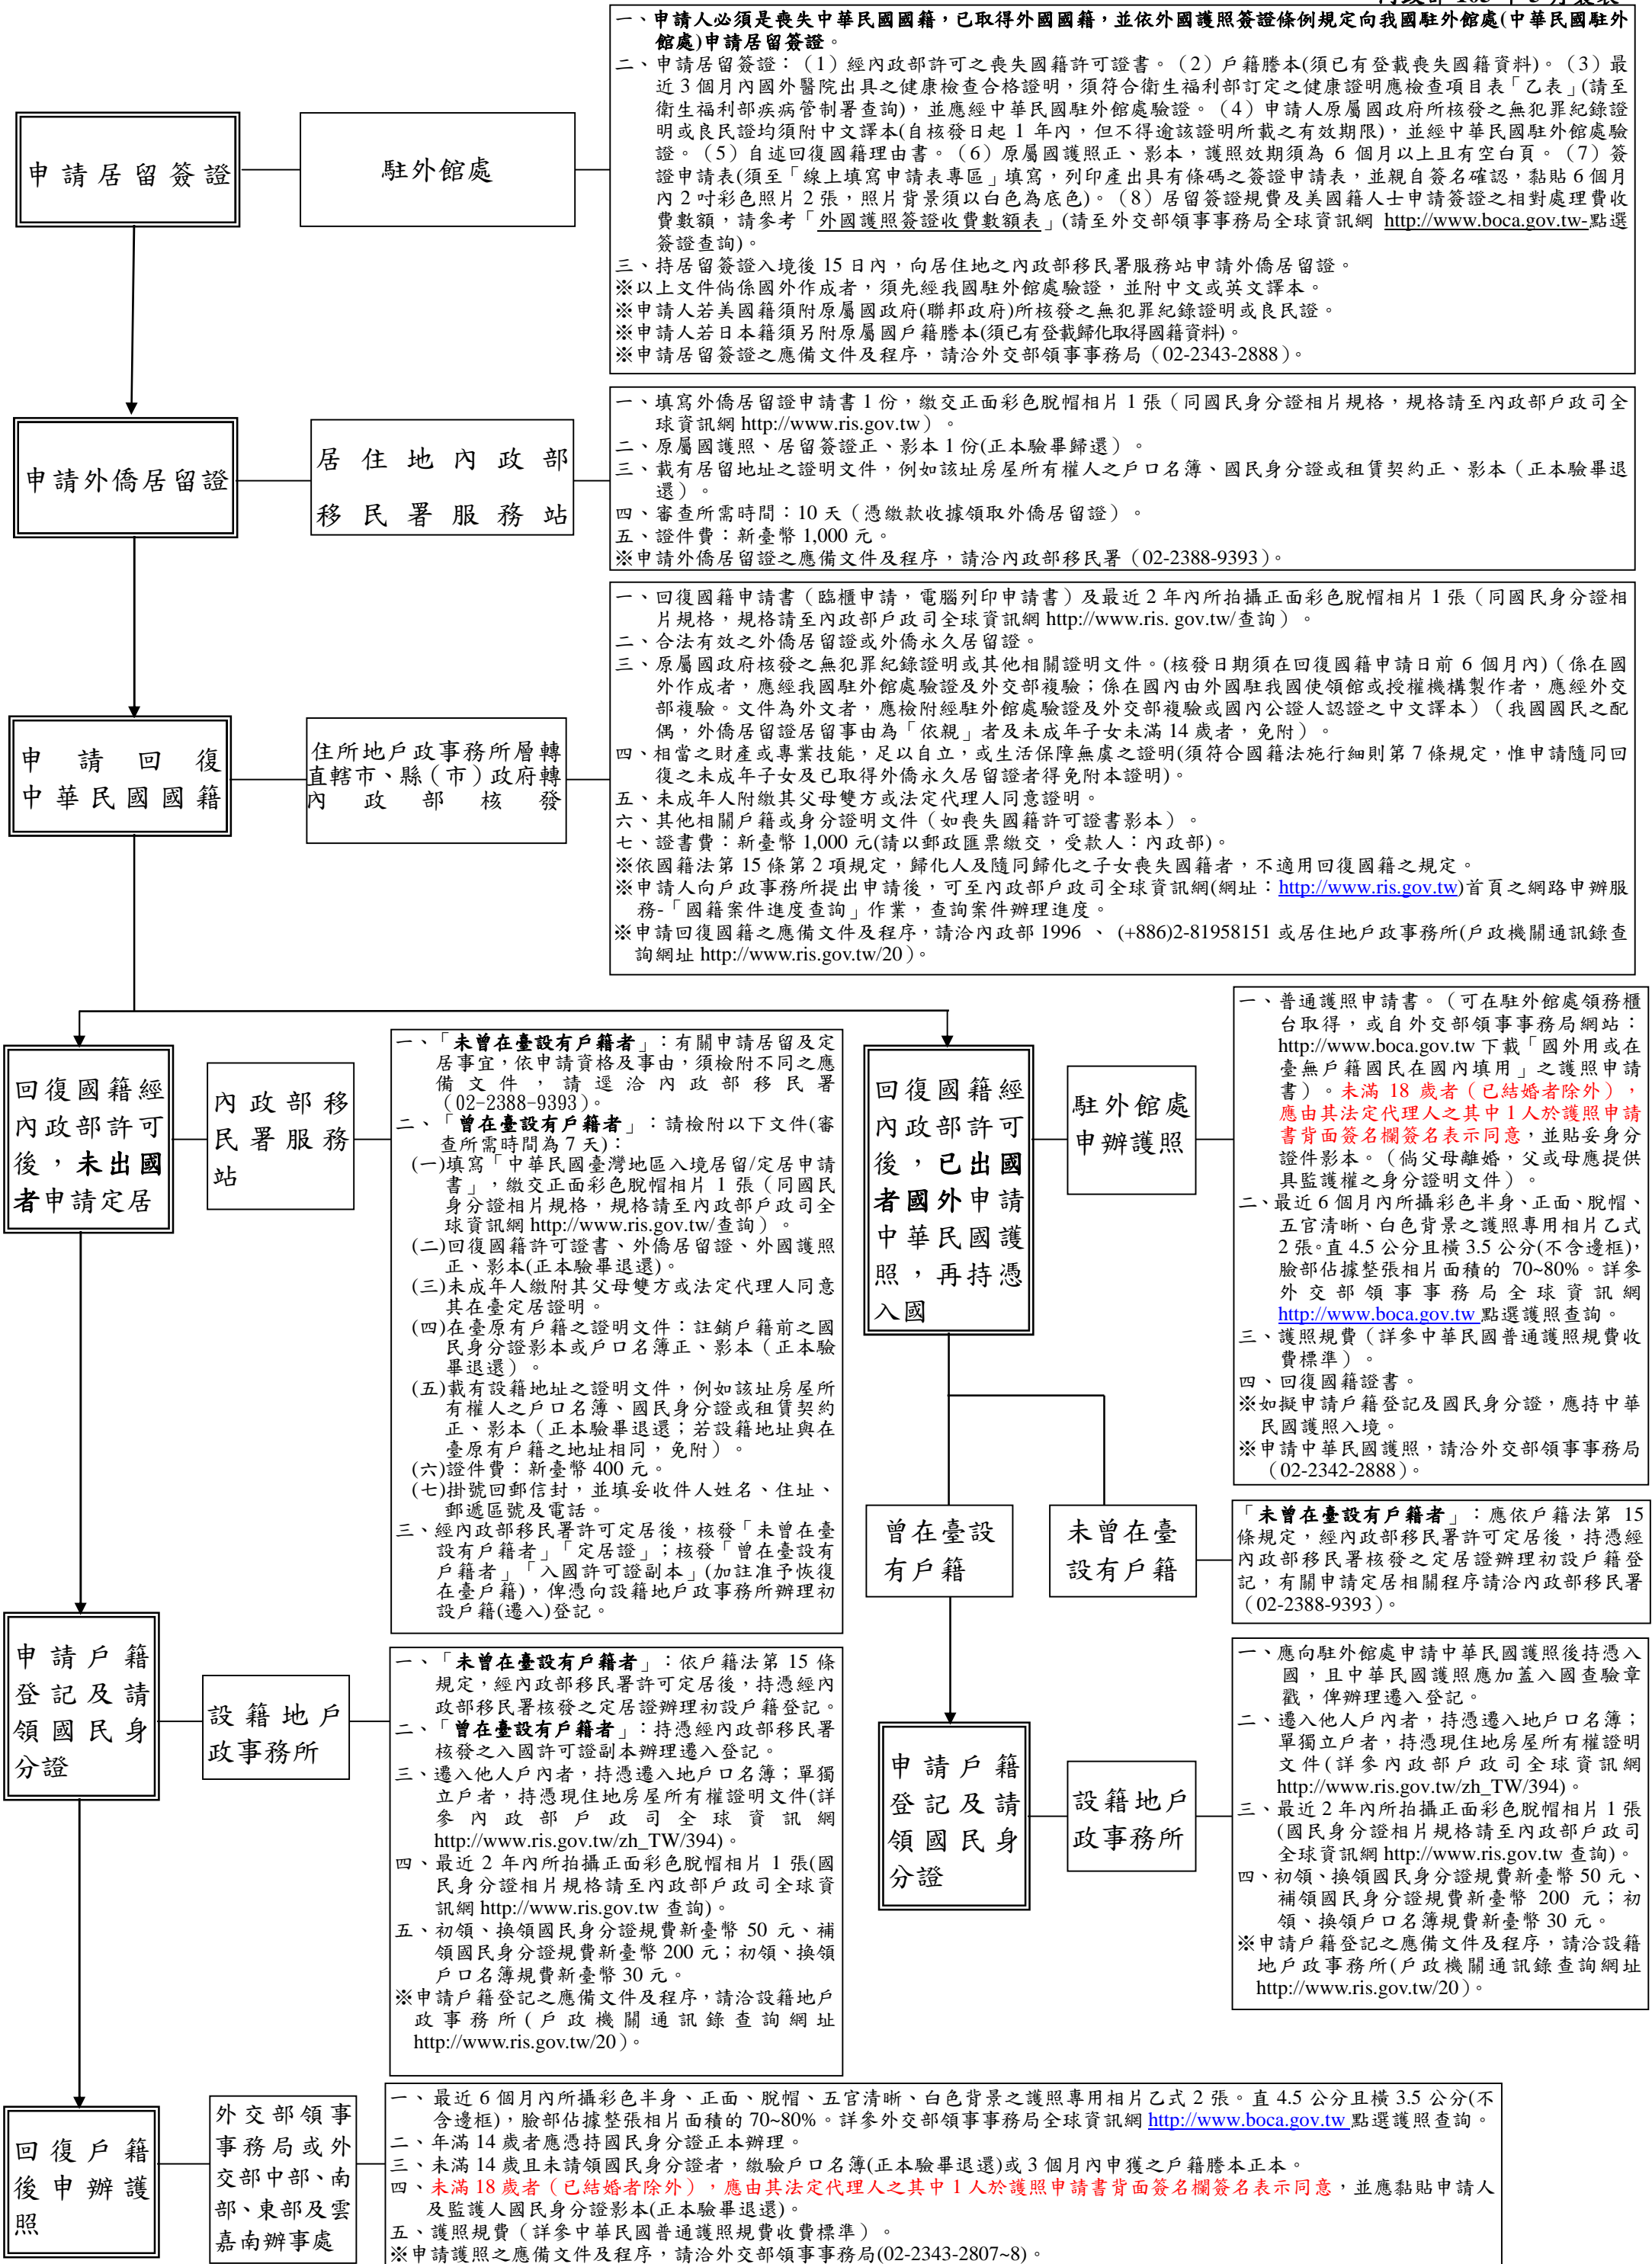 一、申請人必須是喪失中華民國國籍，已取得外國國籍，並依外國護照簽證條例規定向我國駐外館處(中華民國駐外
館處)申請居留簽證。
二、申請居留簽證：（1）經內政部許可之喪失國籍許可證書。（2）戶籍謄本(須已有登載喪失國籍資料)。（3）最
近 3 個月內國外醫院出具之健康檢查合格證明，須符合衛生福利部訂定之健康證明應檢查項目表「乙表」(請至
衛生福利部疾病管制署查詢)，並應經中華民國駐外館處驗證。（4）申請人原屬國政府所核發之無犯罪紀錄證
明或良民證均須附中文譯本(自核發日起 1 年內，但不得逾該證明所載之有效期限)，並經中華民國駐外館處驗
證。（5）自述回復國籍理由書。（6）原屬國護照正、影本，護照效期須為 6 個月以上且有空白頁。（7）簽
證申請表(須至「線上填寫申請表專區」填寫，列印產出具有條碼之簽證申請表，並親自簽名確認，黏貼 6 個月
內 2 吋彩色照片 2 張，照片背景須以白色為底色)。（8）居留簽證規費及美國籍人士申請簽證之相對處理費收
費數額，請參考「外國護照簽證收費數額表」(請至外交部領事事務局全球資訊網 http://www.boca.gov.tw-點選
簽證查詢)。
三、持居留簽證入境後 15 日內，向居住地之內政部移民署服務站申請外僑居留證。
※以上文件倘係國外作成者，須先經我國駐外館處驗證，並附中文或英文譯本。
※申請人若美國籍須附原屬國政府(聯邦政府)所核發之無犯罪紀錄證明或良民證。
※申請人若日本籍須另附原屬國戶籍謄本(須已有登載歸化取得國籍資料)。
※申請居留簽證之應備文件及程序，請洽外交部領事事務局（02-2343-2888）。
申請居留簽證
駐外館處
一、填寫外僑居留證申請書 1 份，繳交正面彩色脫帽相片 1 張（同國民身分證相片規格，規格請至內政部戶政司全
球資訊網 http://www.ris.gov.tw）。
二、原屬國護照、居留簽證正、影本 1 份(正本驗畢歸還）。
三、載有居留地址之證明文件，例如該址房屋所有權人之戶口名簿、國民身分證或租賃契約正、影本（正本驗畢退
還）。
四、審查所需時間：10 天（憑繳款收據領取外僑居留證）。
五、證件費：新臺幣 1,000 元。
※申請外僑居留證之應備文件及程序，請洽內政部移民署（02-2388-9393）。
申請外僑居留證
居住地內政部
移民署服務站
一、回復國籍申請書（臨櫃申請，電腦列印申請書）及最近 2 年內所拍攝正面彩色脫帽相片 1 張（同國民身分證相
片規格，規格請至內政部戶政司全球資訊網 http://www.ris. gov.tw/查詢）。
二、合法有效之外僑居留證或外僑永久居留證。
三、原屬國政府核發之無犯罪紀錄證明或其他相關證明文件。(核發日期須在回復國籍申請日前 6 個月內)（係在國
外作成者，應經我國駐外館處驗證及外交部複驗；係在國內由外國駐我國使領館或授權機構製作者，應經外交
部複驗。文件為外文者，應檢附經駐外館處驗證及外交部複驗或國內公證人認證之中文譯本）（我國國民之配
偶，外僑居留證居留事由為「依親」者及未成年子女未滿 14 歲者，免附）。
四、相當之財產或專業技能，足以自立，或生活保障無虞之證明(須符合國籍法施行細則第 7 條規定，惟申請隨同回
復之未成年子女及已取得外僑永久居留證者得免附本證明)。
五、未成年人附繳其父母雙方或法定代理人同意證明。
六、其他相關戶籍或身分證明文件（如喪失國籍許可證書影本）。
七、證書費：新臺幣 1,000 元(請以郵政匯票繳交，受款人：內政部)。
※依國籍法第 15 條第 2 項規定，歸化人及隨同歸化之子女喪失國籍者，不適用回復國籍之規定。
※申請人向戶政事務所提出申請後，可至內政部戶政司全球資訊網(網址：http://www.ris.gov.tw)首頁之網路申辦服
務-「國籍案件進度查詢」作業，查詢案件辦理進度。
※申請回復國籍之應備文件及程序，請洽內政部 1996 、 (+886)2-81958151 或居住地戶政事務所(戶政機關通訊錄查
詢網址 http://www.ris.gov.tw/20）。
申請回復
中華民國國籍
住所地戶政事務所層轉
直轄市、縣（市）政府轉
內政部核發
回復國籍經
內政部許可
後，未出國
者申請定居
內政部移
民署服務
站
一、「未曾在臺設有戶籍者」：有關申請居留及定
居事宜，依申請資格及事由，須檢附不同之應
備文件，請逕洽內政部移民署
（02-2388-9393)。
二、「曾在臺設有戶籍者」：請檢附以下文件(審
查所需時間為 7 天)：
(一)填寫「中華民國臺灣地區入境居留/定居申請
書」，繳交正面彩色脫帽相片 1 張（同國民
身分證相片規格，規格請至內政部戶政司全
球資訊網 http://www.ris.gov.tw/查詢）。
(二)回復國籍許可證書、外僑居留證、外國護照
正、影本(正本驗畢退還)。
(三)未成年人繳附其父母雙方或法定代理人同意
其在臺定居證明。
(四)在臺原有戶籍之證明文件：註銷戶籍前之國
民身分證影本或戶口名簿正、影本（正本驗
畢退還）。
(五)載有設籍地址之證明文件，例如該址房屋所
有權人之戶口名簿、國民身分證或租賃契約
正、影本（正本驗畢退還；若設籍地址與在
臺原有戶籍之地址相同，免附）。
(六)證件費：新臺幣 400 元。
(七)掛號回郵信封，並填妥收件人姓名、住址、
郵遞區號及電話。
三、經內政部移民署許可定居後，核發「未曾在臺
設有戶籍者」「定居證」；核發「曾在臺設有
戶籍者」「入國許可證副本」(加註准予恢復
在臺戶籍)，俾憑向設籍地戶政事務所辦理初
設戶籍(遷入)登記。
回復國籍經
內政部許可
後，已出國
者國外申請
中華民國護
照，再持憑
入國
駐外館處
申辦護照
一、普通護照申請書。（可在駐外館處領務櫃
台取得，或自外交部領事事務局網站：
http://www.boca.gov.tw 下載「國外用或在
臺無戶籍國民在國內填用」之護照申請
書）。未滿 18 歲者（已結婚者除外），
應由其法定代理人之其中 1 人於護照申請
書背面簽名欄簽名表示同意，並貼妥身分
證件影本。（倘父母離婚，父或母應提供
具監護權之身分證明文件）。
二、最近 6 個月內所攝彩色半身、正面、脫帽、
五官清晰、白色背景之護照專用相片乙式
2 張。直 4.5 公分且橫 3.5 公分(不含邊框)，
臉部佔據整張相片面積的 70~80%。詳參
外交部領事事務局全球資訊網
http://www.boca.gov.tw 點選護照查詢。
三、護照規費（詳參中華民國普通護照規費收
費標準）。
四、回復國籍證書。
※如擬申請戶籍登記及國民身分證，應持中華
民國護照入境。
※申請中華民國護照，請洽外交部領事事務局
（02-2342-2888）。
曾在臺設
有戶籍
未曾在臺
設有戶籍
「未曾在臺設有戶籍者」：應依戶籍法第 15
條規定，經內政部移民署許可定居後，持憑經
內政部移民署核發之定居證辦理初設戶籍登
記，有關申請定居相關程序請洽內政部移民署
（02-2388-9393）。
申請戶籍
登記及請
領國民身
分證
設籍地戶
政事務所
一、「未曾在臺設有戶籍者」：依戶籍法第 15 條
規定，經內政部移民署許可定居後，持憑經內
政部移民署核發之定居證辦理初設戶籍登記。
二、「曾在臺設有戶籍者」：持憑經內政部移民署
核發之入國許可證副本辦理遷入登記。
三、遷入他人戶內者，持憑遷入地戶口名簿；單獨
立戶者，持憑現住地房屋所有權證明文件(詳
參內政部戶政司全球資訊網
http://www.ris.gov.tw/zh_TW/394)。
四、最近 2 年內所拍攝正面彩色脫帽相片 1 張(國
民身分證相片規格請至內政部戶政司全球資
訊網 http://www.ris.gov.tw 查詢)。
五、初領、換領國民身分證規費新臺幣 50 元、補
領國民身分證規費新臺幣 200 元；初領、換領
戶口名簿規費新臺幣 30 元。
※申請戶籍登記之應備文件及程序，請洽設籍地戶
政事務所(戶政機關通訊錄查詢網址
http://www.ris.gov.tw/20）。
申請戶籍
登記及請
領國民身
分證
設籍地戶
政事務所
一、應向駐外館處申請中華民國護照後持憑入
國，且中華民國護照應加蓋入國查驗章
戳，俾辦理遷入登記。
二、遷入他人戶內者，持憑遷入地戶口名簿；
單獨立戶者，持憑現住地房屋所有權證明
文件(詳參內政部戶政司全球資訊網
http://www.ris.gov.tw/zh_TW/394)。
三、最近 2 年內所拍攝正面彩色脫帽相片 1 張
(國民身分證相片規格請至內政部戶政司
全球資訊網 http://www.ris.gov.tw 查詢)。
四、初領、換領國民身分證規費新臺幣 50 元、
補領國民身分證規費新臺幣 200 元；初
領、換領戶口名簿規費新臺幣 30 元。
※申請戶籍登記之應備文件及程序，請洽設籍
地戶政事務所(戶政機關通訊錄查詢網址
http://www.ris.gov.tw/20）。
回復戶籍
後申辦護
照
外交部領事
事務局或外
交部中部、南
部、東部及雲
嘉南辦事處
一、 最近 6 個月內所攝彩色半身、正面、脫帽、五官清晰、白色背景之護照專用相片乙式 2 張。直 4.5 公分且橫 3.5 公分(不
含邊框)，臉部佔據整張相片面積的 70~80%。詳參外交部領事事務局全球資訊網 http://www.boca.gov.tw 點選護照查詢。
二、年滿 14 歲者應憑持國民身分證正本辦理。
三、未滿 14 歲且未請領國民身分證者，繳驗戶口名簿(正本驗畢退還)或 3 個月內申獲之戶籍謄本正本。
四、未滿 18 歲者（已結婚者除外），應由其法定代理人之其中 1 人於護照申請書背面簽名欄簽名表示同意，並應黏貼申請人
及監護人國民身分證影本(正本驗畢退還)。
五、護照規費（詳參中華民國普通護照規費收費標準）。
※申請護照之應備文件及程序，請洽外交部領事事務局(02-2343-2807~8)。